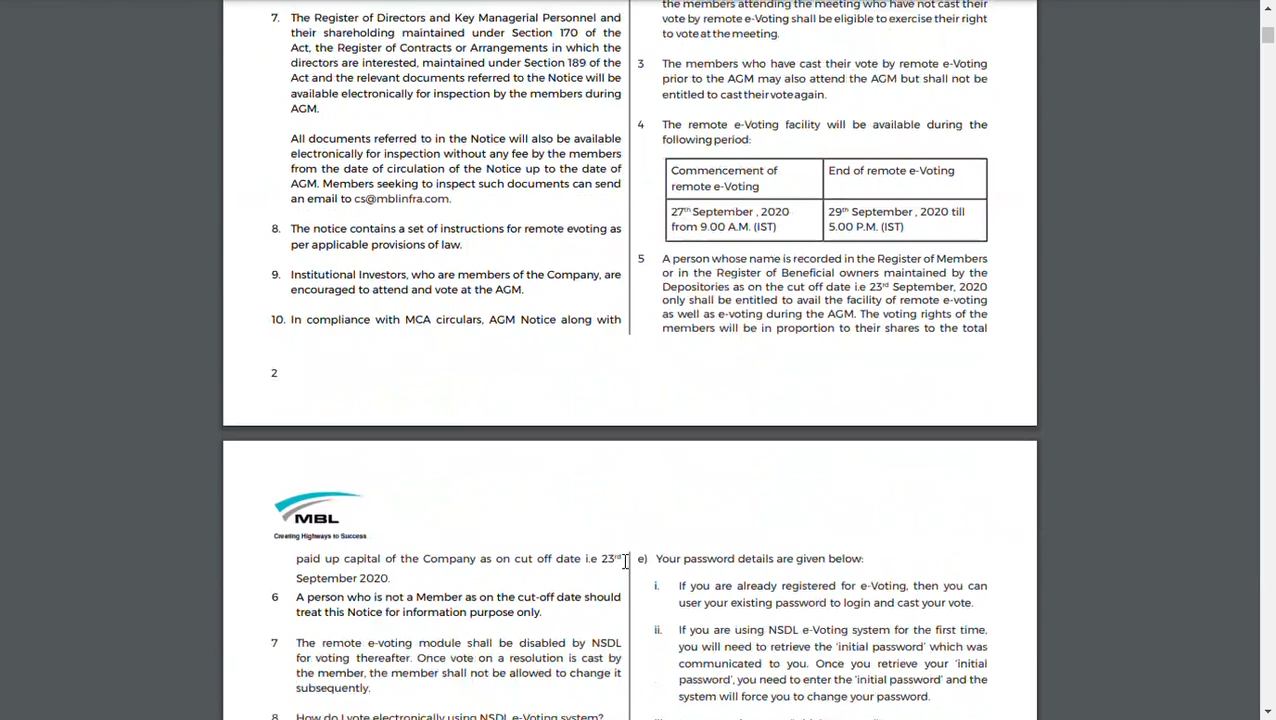 7. The Register of Directors and Key Managerial Personnel and
their shareholding maintained under Section 170 of the
Act, the Register of Contracts or Arrangements in which the
directors are interested, maintained under Section 189 of the
Act and the relevant documents referred to the Notice will be
available electronically for inspection by the members during
AGM.
All documents referred to in the Notice will also be available
electronically for inspection without any fee by the members
from the date of circulation of the Notice up to the date of
AGM. Members seeking to inspect such documents can send
an email to cs@mblinfra.com.
8. The notice contains a set of instructions for remote evoting as
per applicable provisions of law.
9. Institutional Investors, who are members of the Company, are
encouraged to attend and vote at the AGM.
10. In compliance with MCA circulars, AGM Notice along with
the members attending the meeting who have not cast their
vote by remote e-Voting shall be eligible to exercise their right
to vote at the meeting.
3 The members who have cast their vote by remote e-Voting
prior to the AGM may also attend the AGM but shall not be
entitled to cast their vote again.
4 The remote e-Voting facility will be available during the
following period:
Commencement of
remote e-Voting
End of remote e-Voting
27th September , 2020
from 9.00 A.M. (IST)
29th September , 2020 till
5.00 P.M. (IST)
5 A person whose name is recorded in the Register of Members
or in the Register of Beneficial owners maintained by the
Depositories as on the cut off date i.e 23rd September, 2020
only shall be entitled to avail the facility of remote e-voting
as well as e-voting during the AGM. The voting rights of the
members will be in proportion to their shares to the total
2
MBL
Creating Highways to Success
paid up capital of the Company as on cut off date i.e 23rd
September 2020.
6 A person who is not a Member as on the cut-off date should
treat this Notice for information purpose only.
7 The remote e-voting module shall be disabled by NSDL
for voting thereafter. Once vote on a resolution is cast by
the member, the member shall not be allowed to change it
subsequently.
8 How do I vote electronically using NSDL e-Voting system?
e) Your password details are given below:
i. If you are already registered for e-Voting, then you can
user your existing password to login and cast your vote.
ii. If you are using NSDL e-Voting system for the first time,
you will need to retrieve the 'initial password' which was
communicated to you. Once you retrieve your 'initial
password', you need to enter the 'initial password' and the
system will force you to change your password.